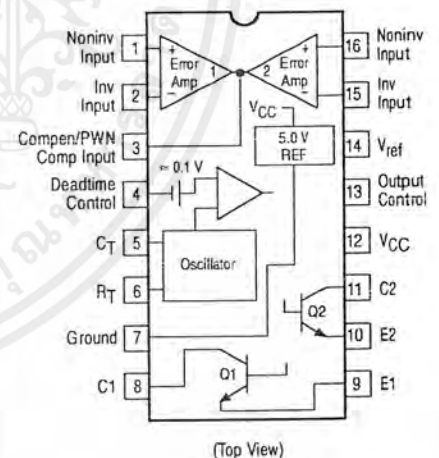 Noninv
Input
1
+
Error
Amp
1
−
Inv
Input
2
Compen/PWN
Comp Input
3
≈ 0.1 V
Deadtime
Control
4
CT
5
Oscillator
RT
6
Ground
7
C1
8
Q1
+
2
Error
Amp
−
16
Noninv
Input
15
Inv
Input
VCC
5.0 V
REF
14
Vref
13
Output
Control
12
VCC
11
C2
Q2
10
E2
9
E1
(Top View)